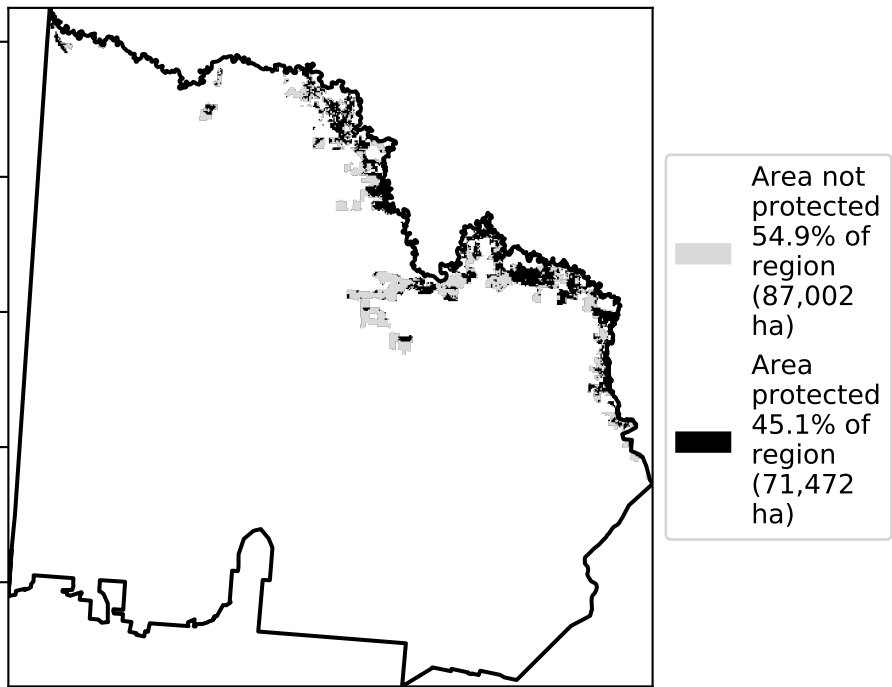 Area not
protected
54.9% of
region
(87,002
ha)
Area
protected
45.1% of
region
(71,472
ha)